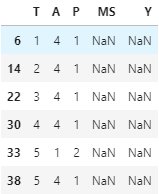 T A P MS Y
6 1 4 1 NaN NaN
14 2 4 1 NaN NaN
22 3 4 1 NaN NaN
30 4 4 1 NaN NaN
33 5 1 2 NaN NaN
38 5 4 1 NaN NaN